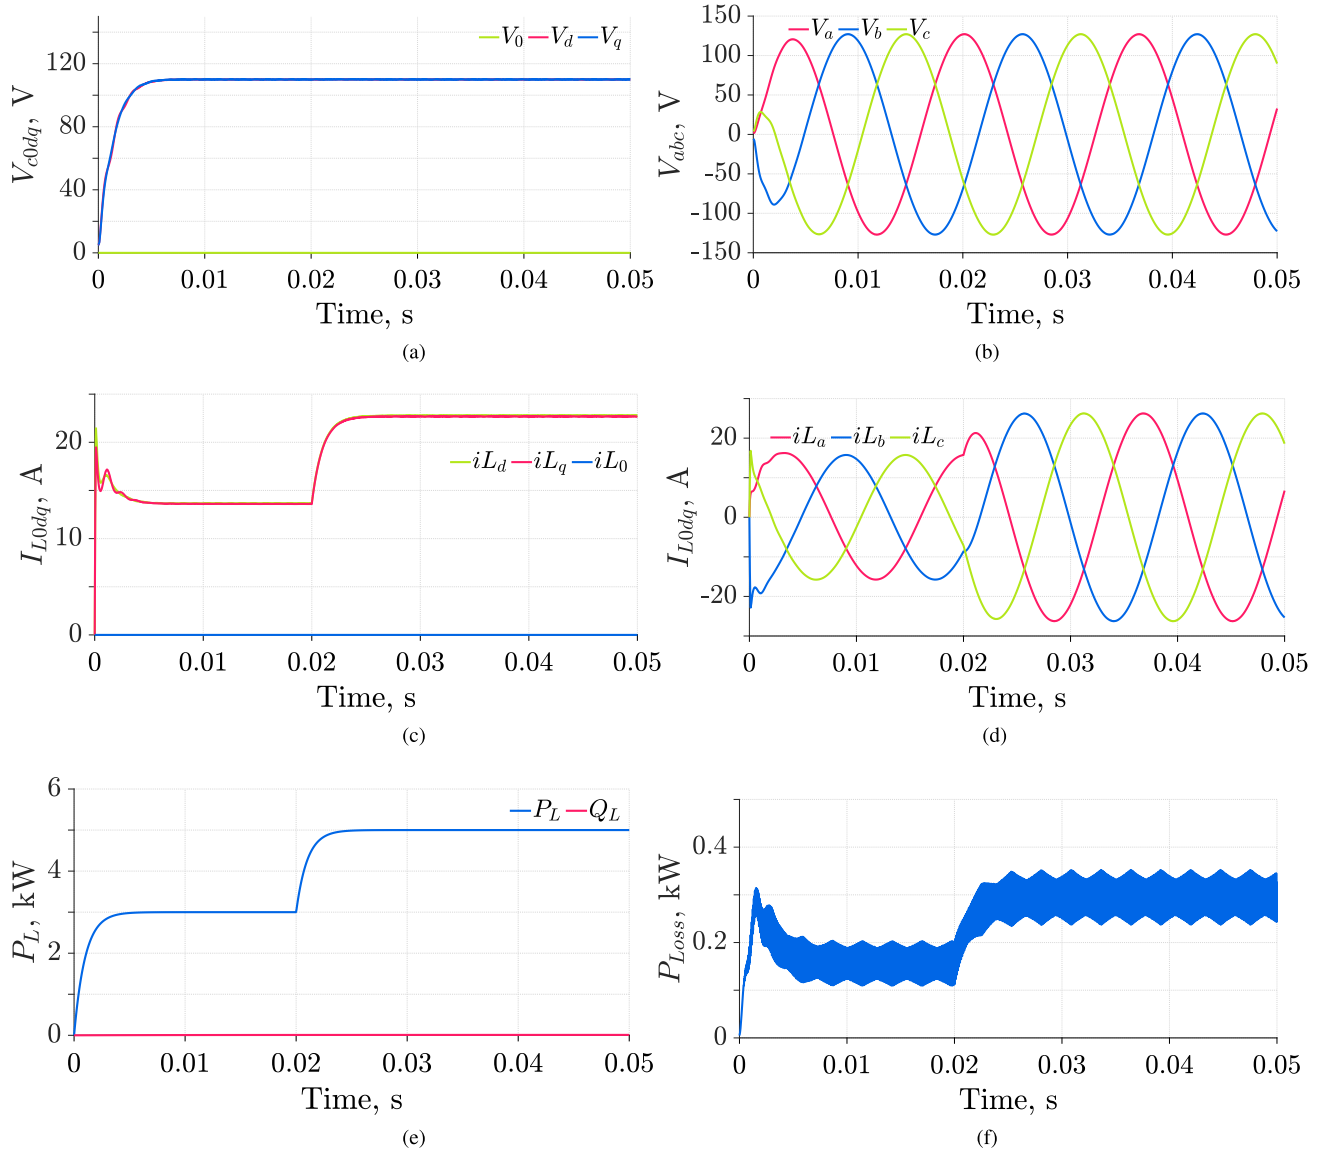 V0 Vd Vq
120
80
40
0
Vc0dq, V
0 0.01 0.02 0.03 0.04 0.05
Time, s
(a)
Va Vb Vc
150
100
50
0
-50
-100
-150
Vabc, V
0 0.01 0.02 0.03 0.04 0.05
Time, s
(b)
iLd iLq iL0
20
10
0
IL0dq, A
0 0.01 0.02 0.03 0.04 0.05
Time, s
(c)
iLa iLb iLc
20
0
-20
IL0dq, A
0 0.01 0.02 0.03 0.04 0.05
Time, s
(d)
PL QL
6
4
2
0
PL, kW
0 0.01 0.02 0.03 0.04 0.05
Time, s
(e)
0.4
0.2
0
PLoss, kW
0 0.01 0.02 0.03 0.04 0.05
Time, s
(f)